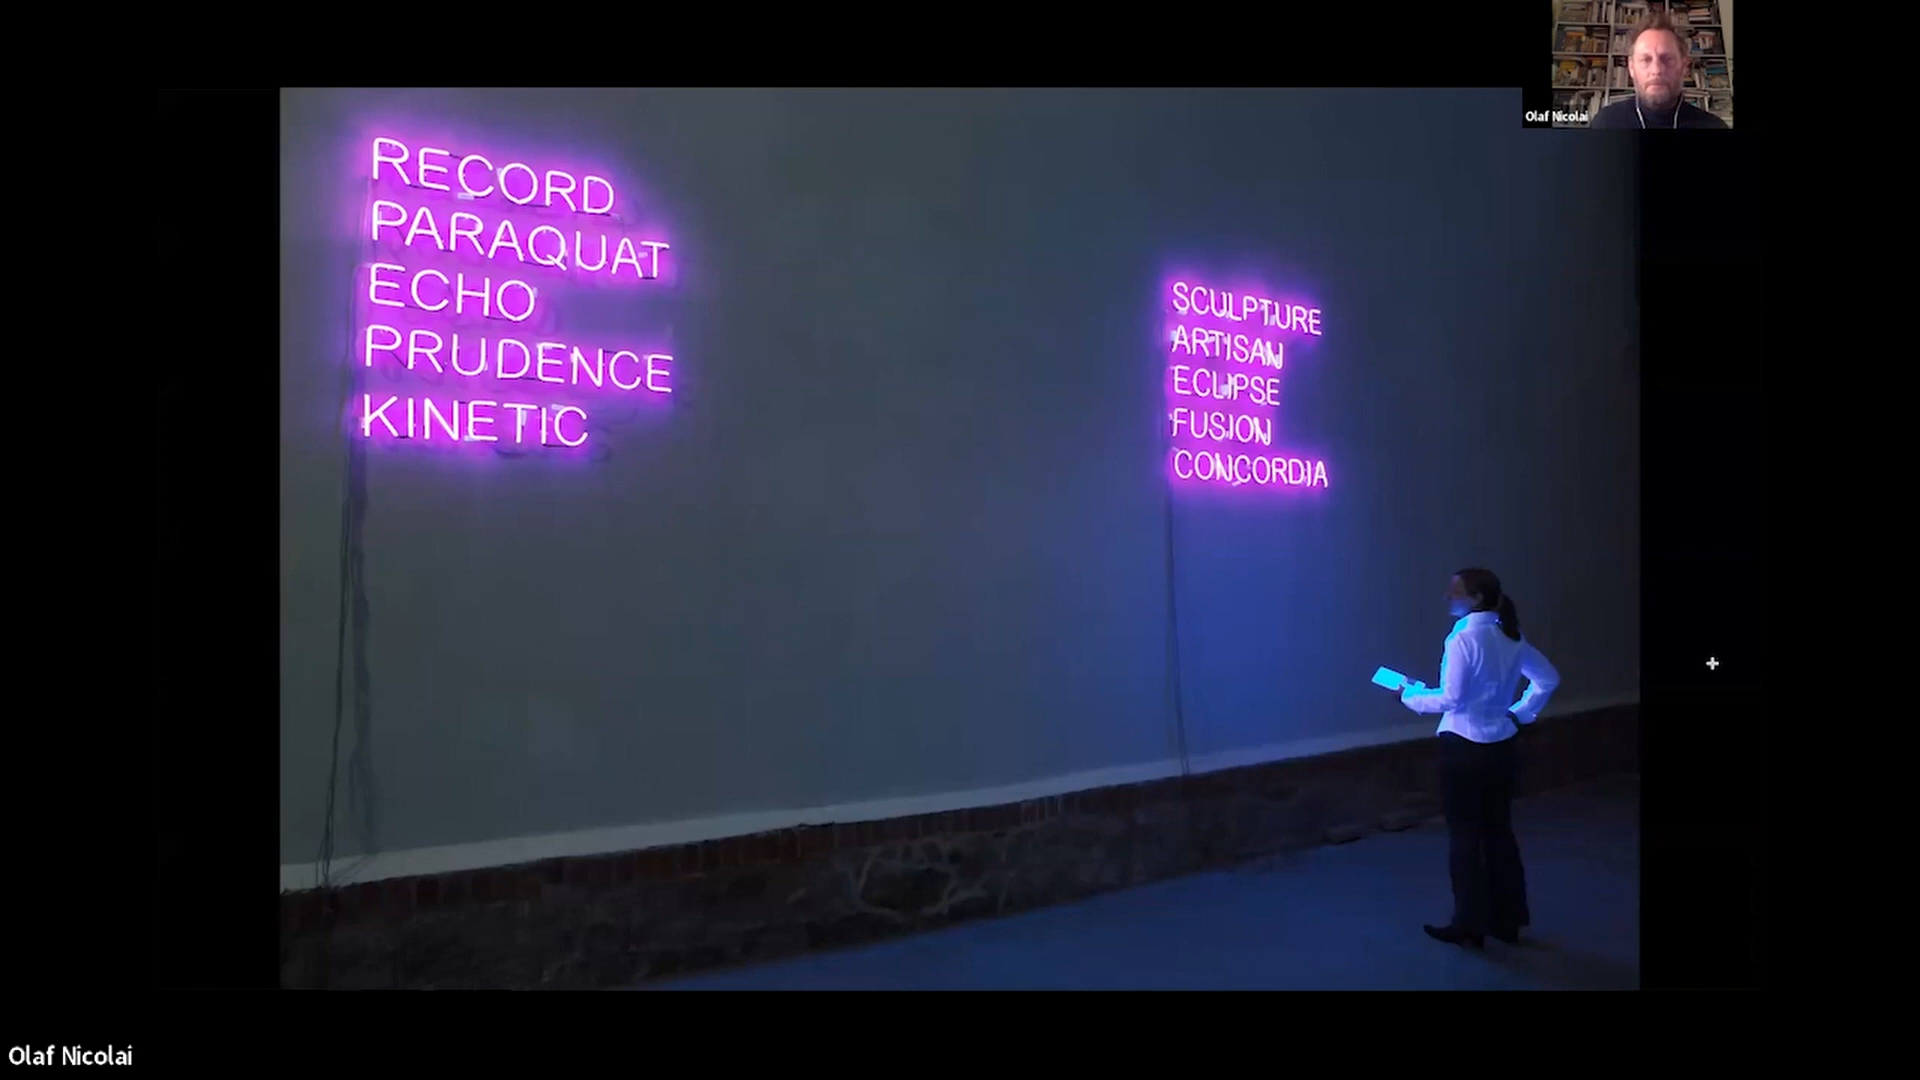 Olaf Nicolai
RECORD
PARAQUAT
ECHO
PRUDENCE
KINETIC
SCULPTURE
ARTISAN
ECLIPSE
FUSION
CONCORDIA
Olaf Nicolai